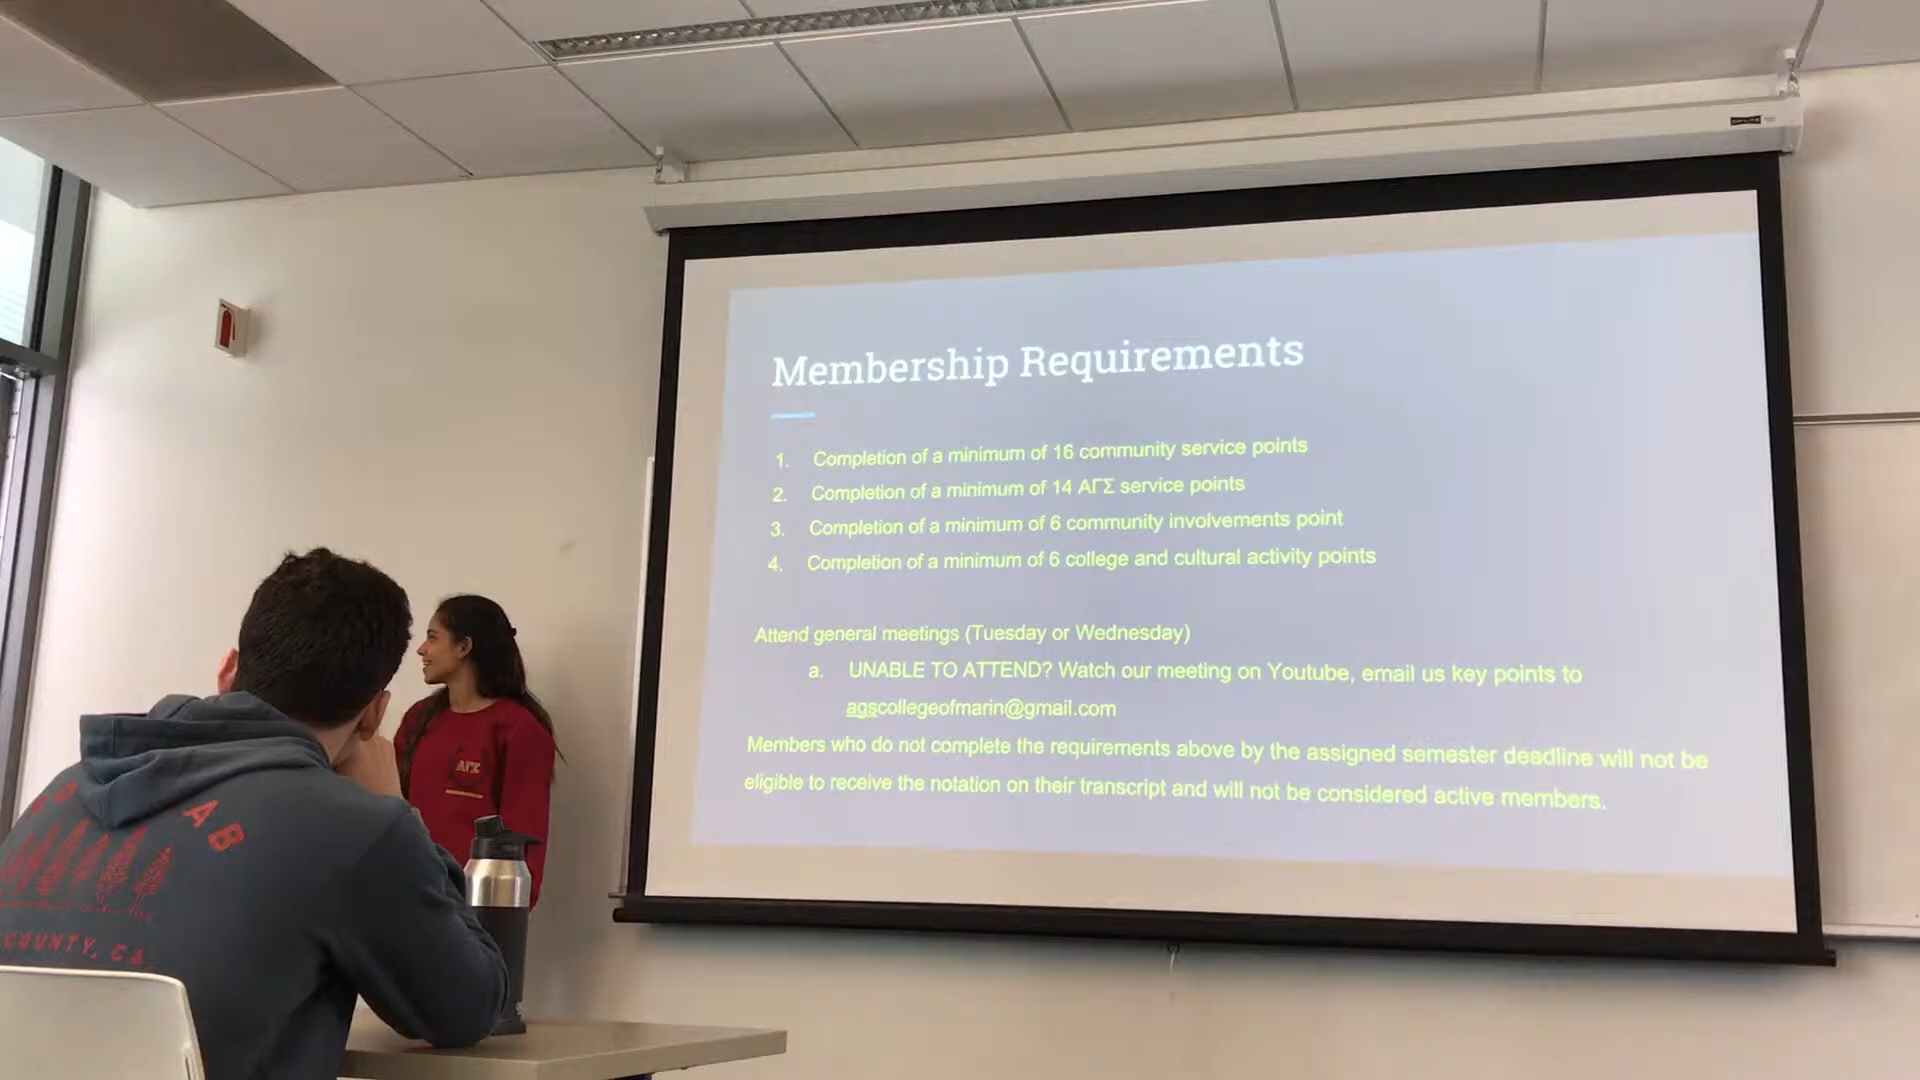 Membership Requirements
1. Completion of a minimum of 16 community service points
2. Completion of a minimum of 14 ΑΓΣ service points
3. Completion of a minimum of 6 community involvements point
4. Completion of a minimum of 6 college and cultural activity points
Attend general meetings (Tuesday or Wednesday)
a. UNABLE TO ATTEND? Watch our meeting on Youtube, email us key points to
agscollegeofmarin@gmail.com
Members who do not complete the requirements above by the assigned semester deadline will not be
eligible to receive the notation on their transcript and will not be considered active members.
ΑΓΣ
AB
COUNTY, CA